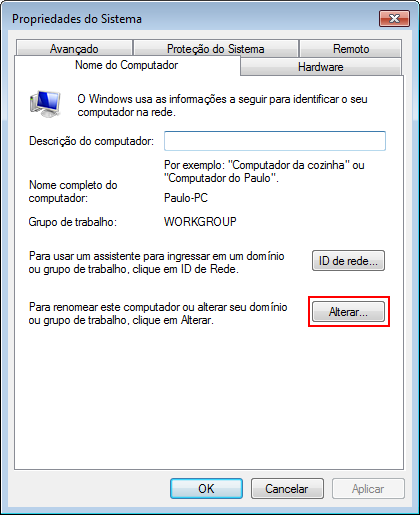 Propriedades do Sistema
Avançado
Proteção do Sistema
Remoto
Nome do Computador
Hardware
O Windows usa as informações a seguir para identificar o seu
computador na rede.
Descrição do computador:
Por exemplo: "Computador da cozinha" ou
"Computador do Paulo".
Nome completo do
computador:
Paulo-PC
Grupo de trabalho:
WORKGROUP
Para usar um assistente para ingressar em um domínio
ou grupo de trabalho, clique em ID de Rede.
ID de rede...
Para renomear este computador ou alterar seu domínio
ou grupo de trabalho, clique em Alterar.
Alterar...
OK
Cancelar
Aplicar